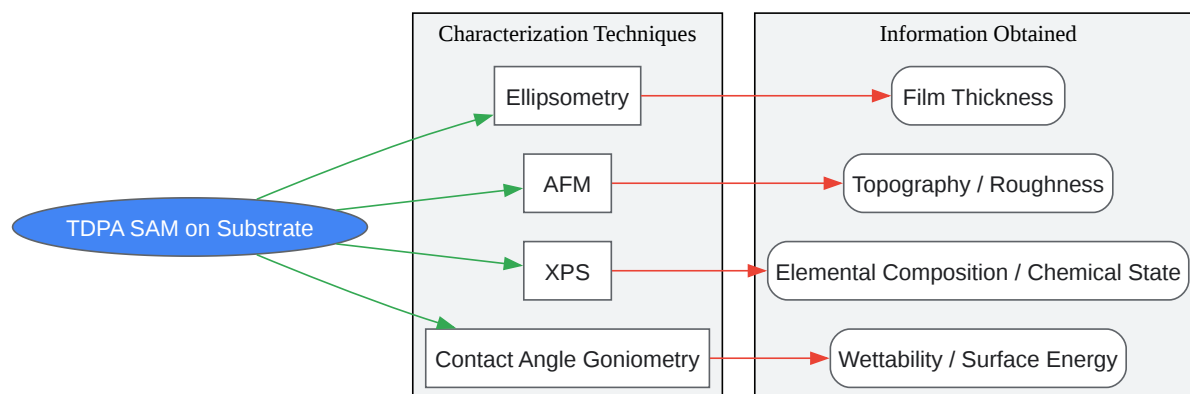 Characterization Techniques
Information Obtained
TDPA SAM on Substrate
Ellipsometry
Film Thickness
AFM
Topography / Roughness
XPS
Elemental Composition / Chemical State
Contact Angle Goniometry
Wettability / Surface Energy